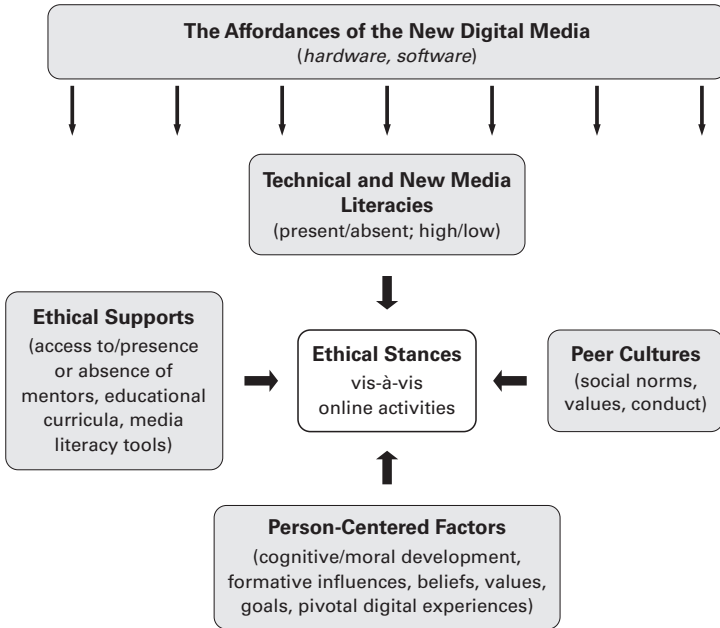 The Affordances of the New Digital Media
(hardware, software)
Technical and New Media
Literacies
(present/absent; high/low)
Ethical Supports
(access to/presence
or absence of
mentors, educational
curricula, media
literacy tools)
Ethical Stances
vis-à-vis
online activities
Peer Cultures
(social norms,
values, conduct)
Person-Centered Factors
(cognitive/moral development,
formative influences, beliefs, values,
goals, pivotal digital experiences)